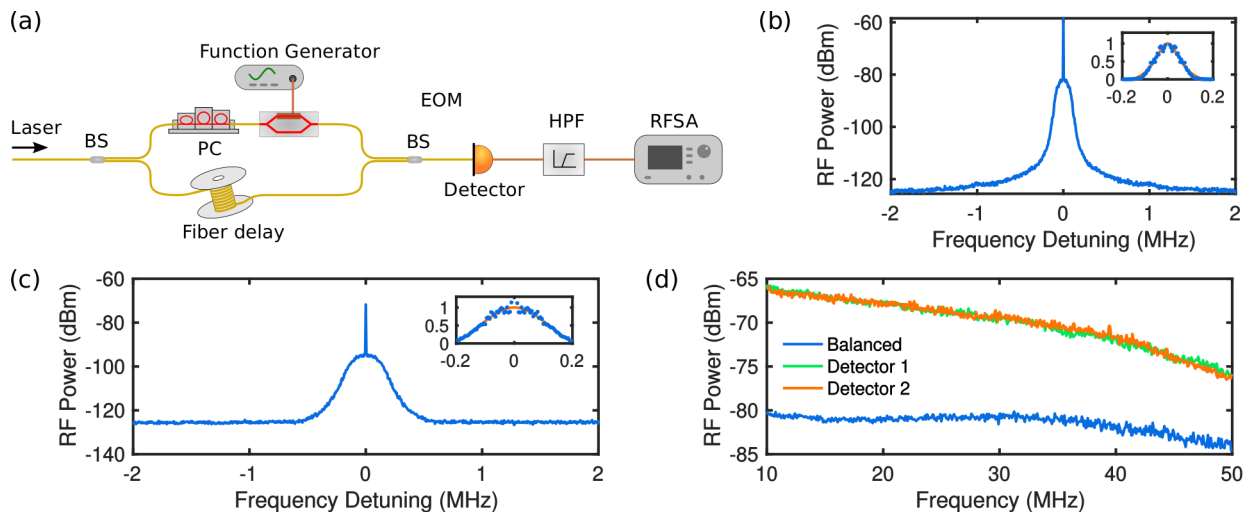 (a)
Function Generator
Laser
BS
PC
EOM
BS
Detector
HPF
RFSA
Fiber delay
(b)
RF Power (dBm)
-60
-80
-100
-120
-2
-1
0
1
2
Frequency Detuning (MHz)
1
0.5
0
-0.2
0
0.2
(c)
RF Power (dBm)
-60
-80
-100
-120
-140
-2
-1
0
1
2
Frequency Detuning (MHz)
1
0.5
0
-0.2
0
0.2
(d)
RF Power (dBm)
-65
-70
-75
-80
-85
10
20
30
40
50
Frequency (MHz)
Balanced
Detector 1
Detector 2